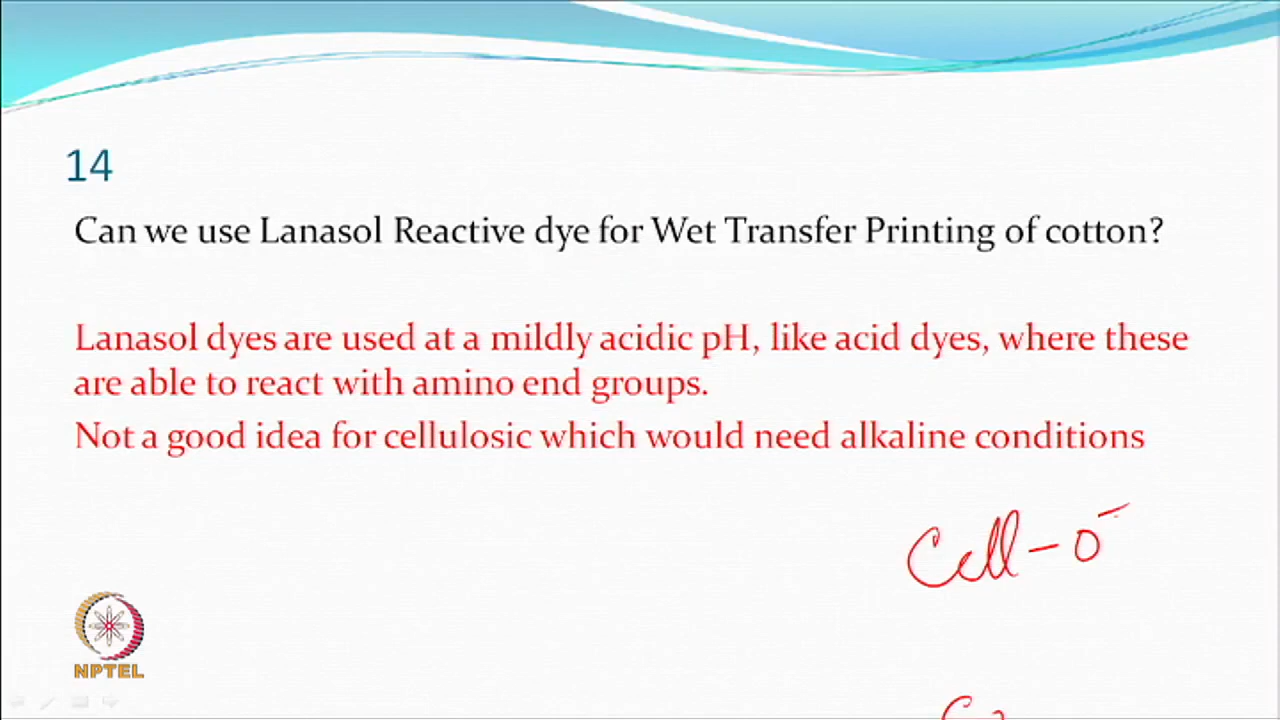 14
Can we use Lanasol Reactive dye for Wet Transfer Printing of cotton?
Lanasol dyes are used at a mildly acidic pH, like acid dyes, where these
are able to react with amino end groups.
Not a good idea for cellulosic which would need alkaline conditions
Cell-O⁻
NPTEL